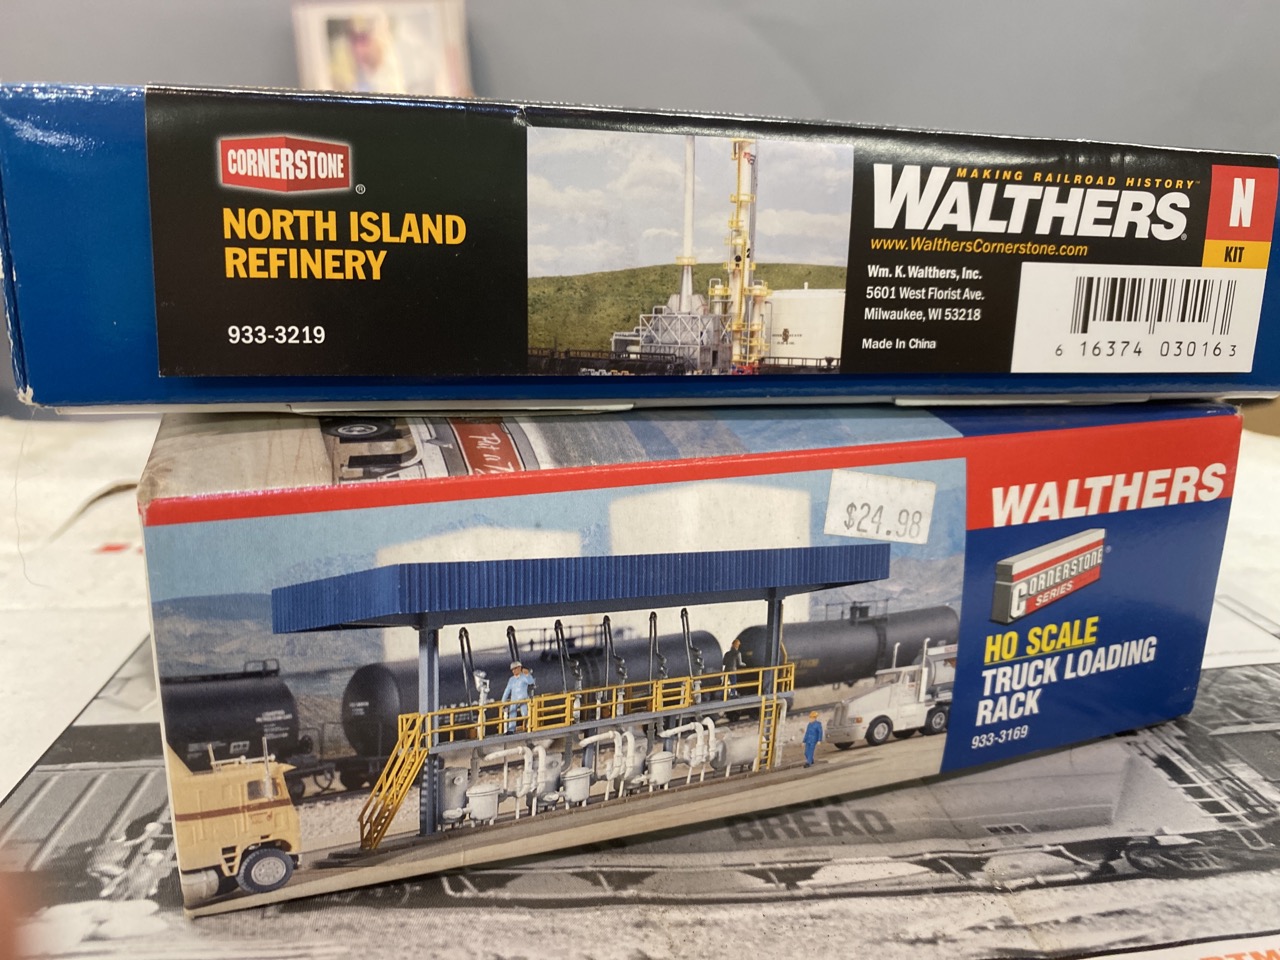 CORNERSTONE
®
NORTH ISLAND
REFINERY
933-3219
MAKING RAILROAD HISTORY™
WALTHERS®
www.WalthersCornerstone.com
Wm. K. Walthers, Inc.
5601 West Florist Ave.
Milwaukee, WI 53218
Made In China
N
KIT
6 16374 03016 3
$24.98
WALTHERS
CORNERSTONE®
SERIES
HO SCALE
TRUCK LOADING
RACK
933-3169
BREAD